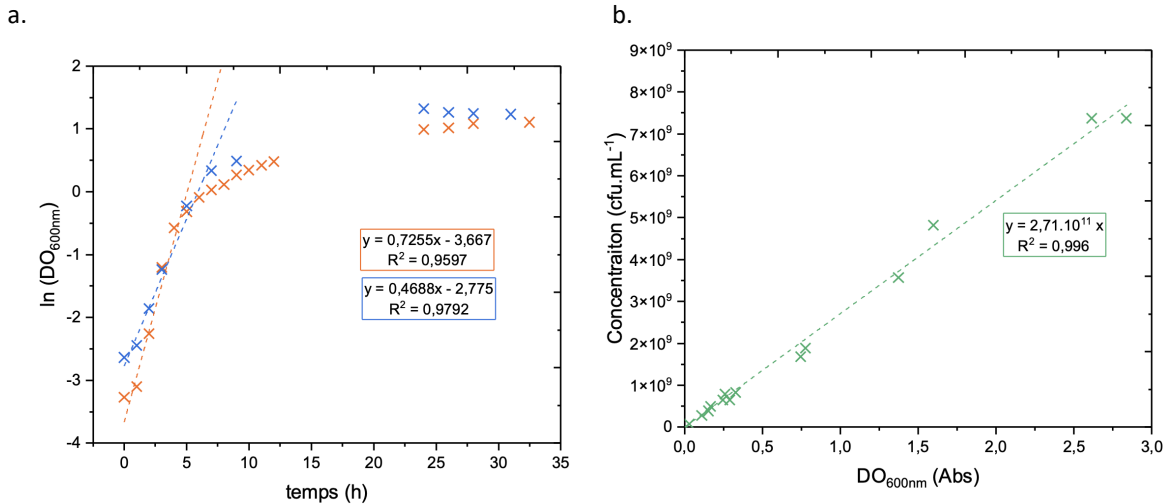 a.
ln (DO600nm)
2
1
0
-1
-2
-3
-4
0
5
10
15
20
25
30
35
temps (h)
y = 0,7255x - 3,667
R² = 0,9597
y = 0,4688x - 2,775
R² = 0,9792
b.
Concentraiton (cfu.mL⁻¹)
9×10⁹
8×10⁹
7×10⁹
6×10⁹
5×10⁹
4×10⁹
3×10⁹
2×10⁹
1×10⁹
0
0,0
0,5
1,0
1,5
2,0
2,5
3,0
DO600nm (Abs)
y = 2,71.10¹¹ x
R² = 0,996